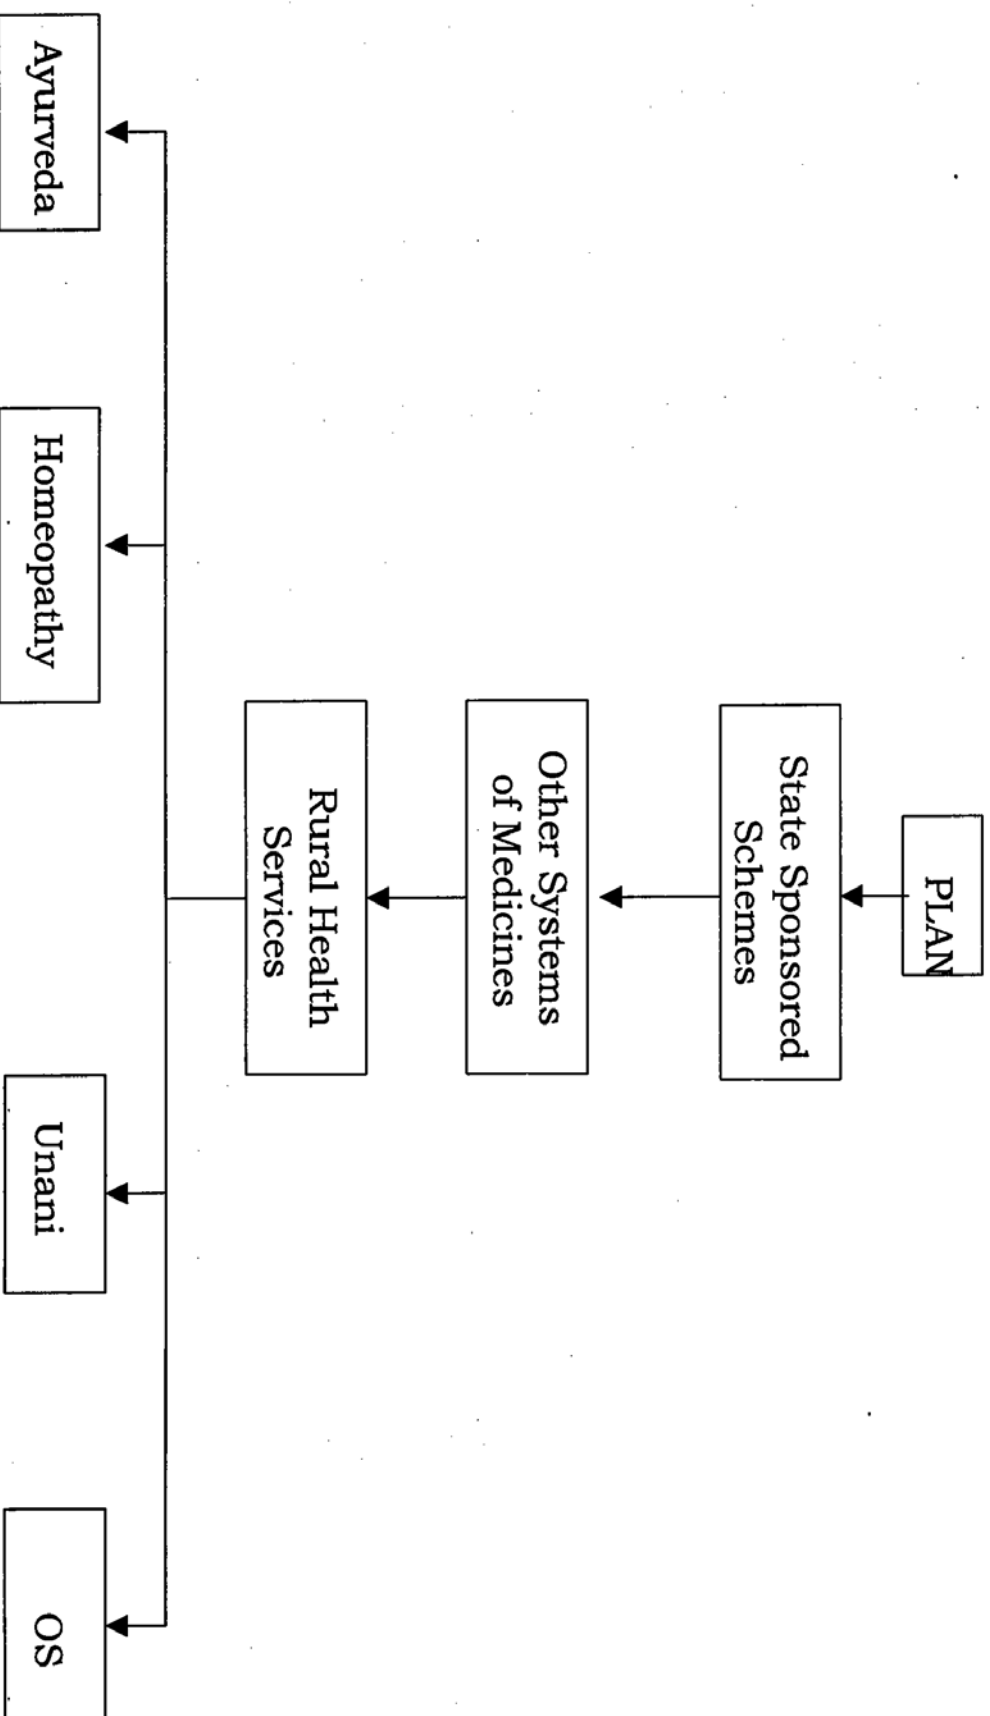 PLAN
State Sponsored
Schemes
Other Systems
of Medicines
Rural Health
Services
Ayurveda
Homeopathy
Unani
OS